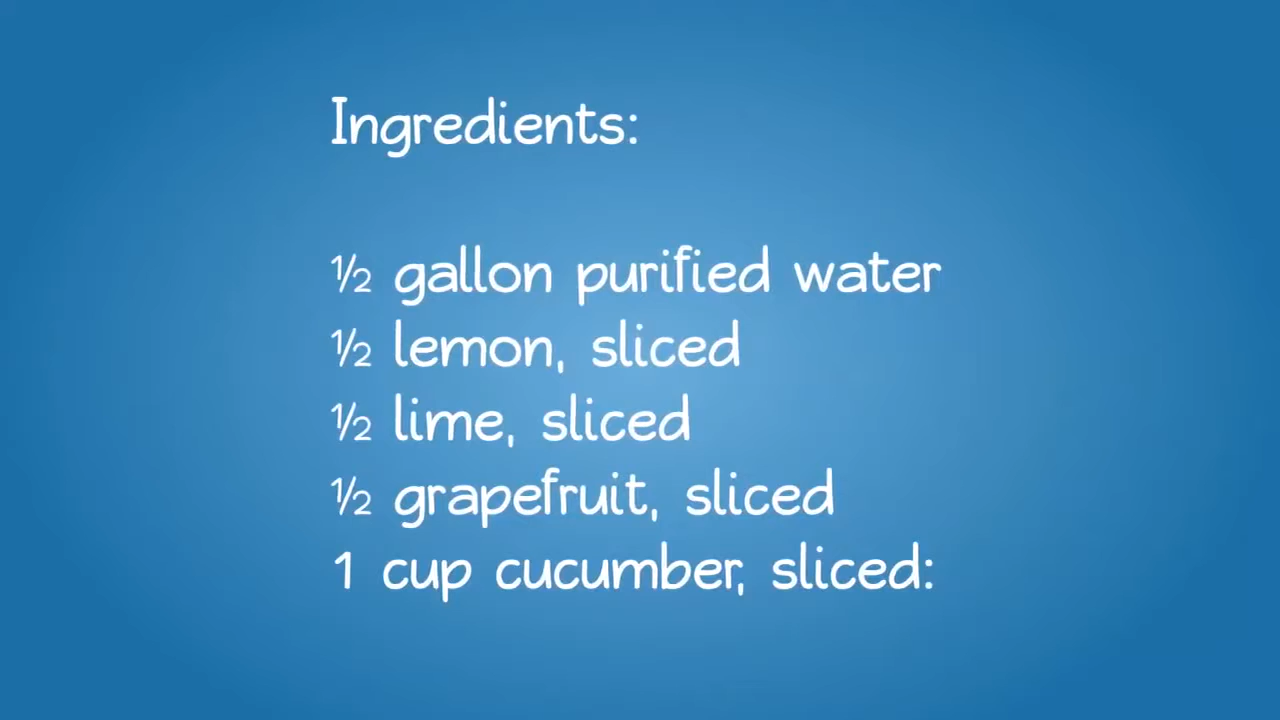 Ingredients:
½ gallon purified water
½ lemon, sliced
½ lime, sliced
½ grapefruit, sliced
1 cup cucumber, sliced: